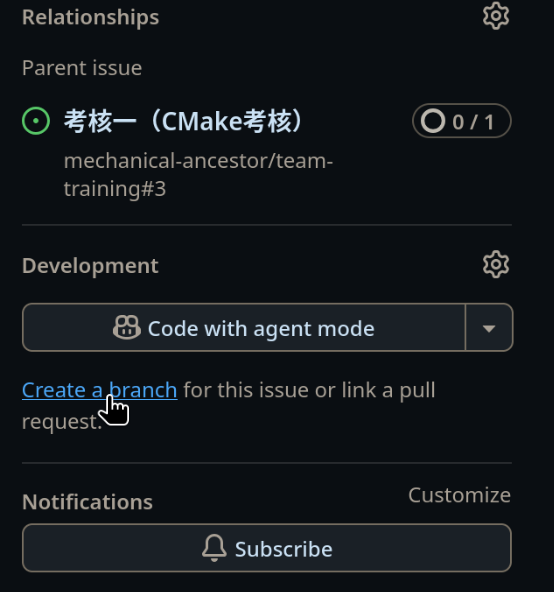 Relationships
Parent issue
考核一（CMake考核）
0 / 1
mechanical-ancestor/team-
training#3
Development
Code with agent mode
Create a branch for this issue or link a pull
request.
Notifications
Customize
Subscribe